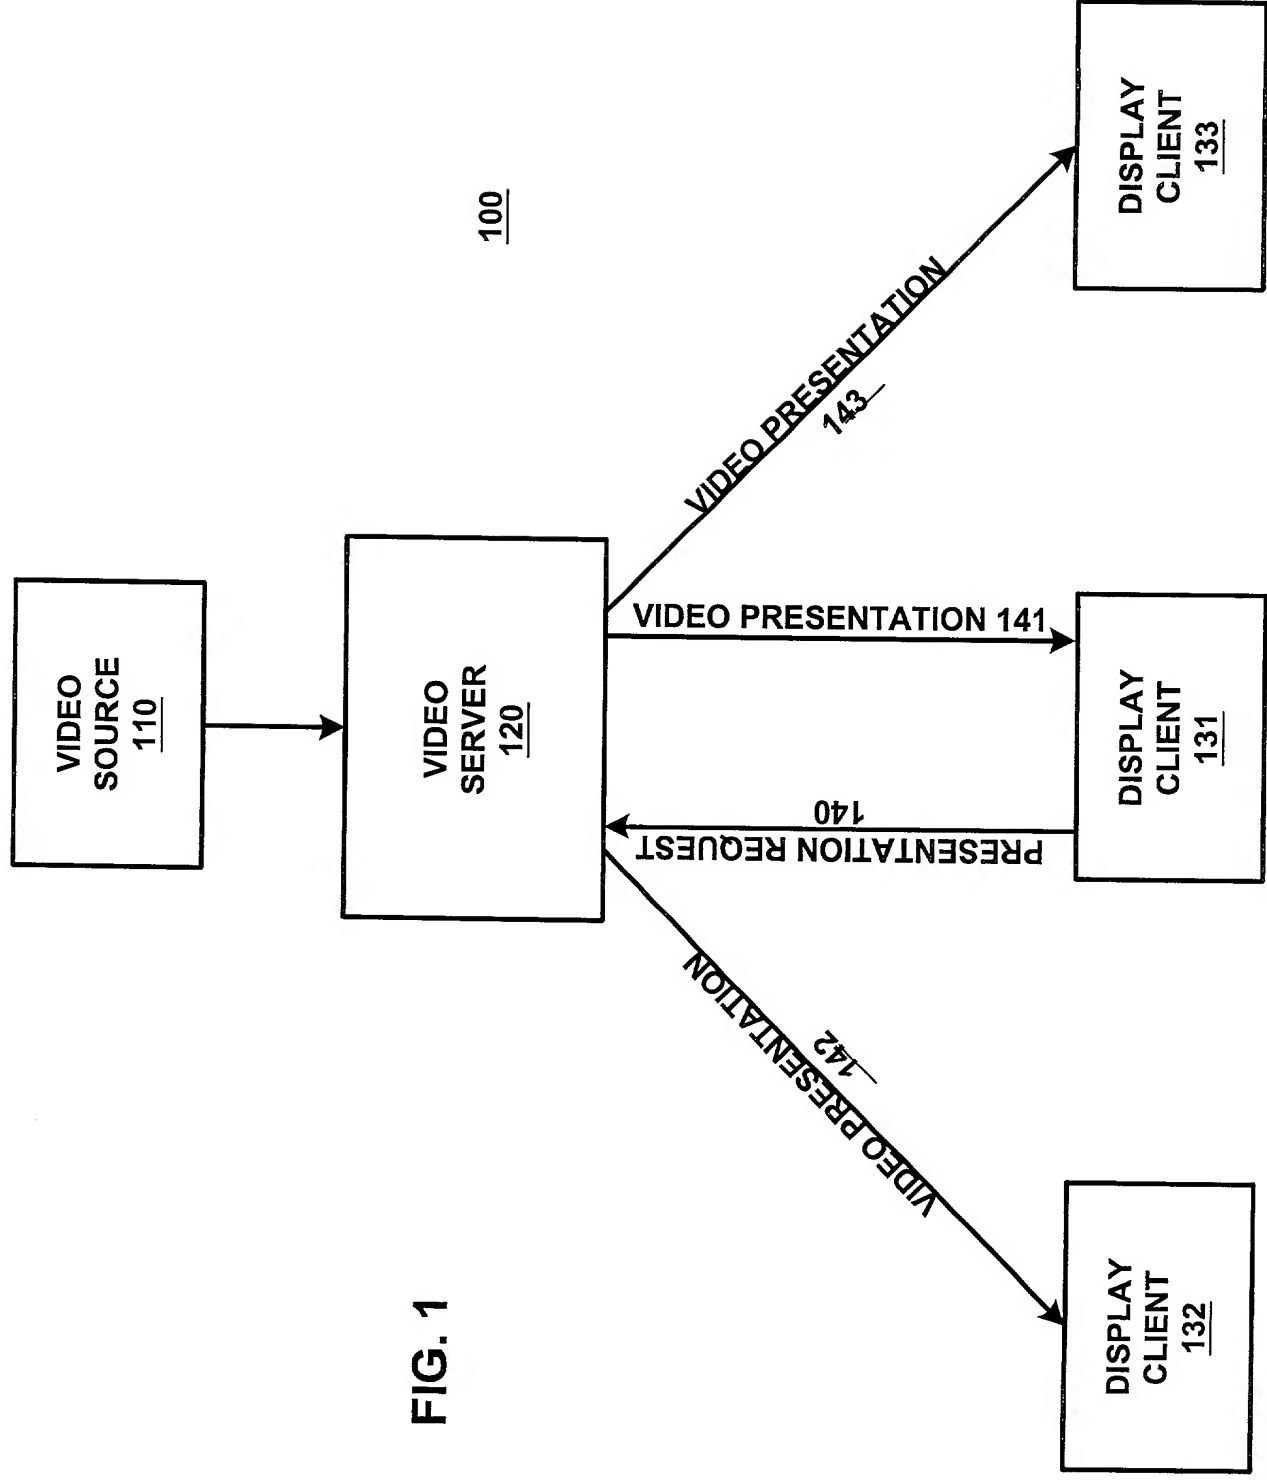 FIG. 1
100
VIDEO
SOURCE
110
VIDEO
SERVER
120
VIDEO PRESENTATION
142
PRESENTATION REQUEST
140
VIDEO PRESENTATION 141
VIDEO PRESENTATION
143
DISPLAY
CLIENT
132
DISPLAY
CLIENT
131
DISPLAY
CLIENT
133